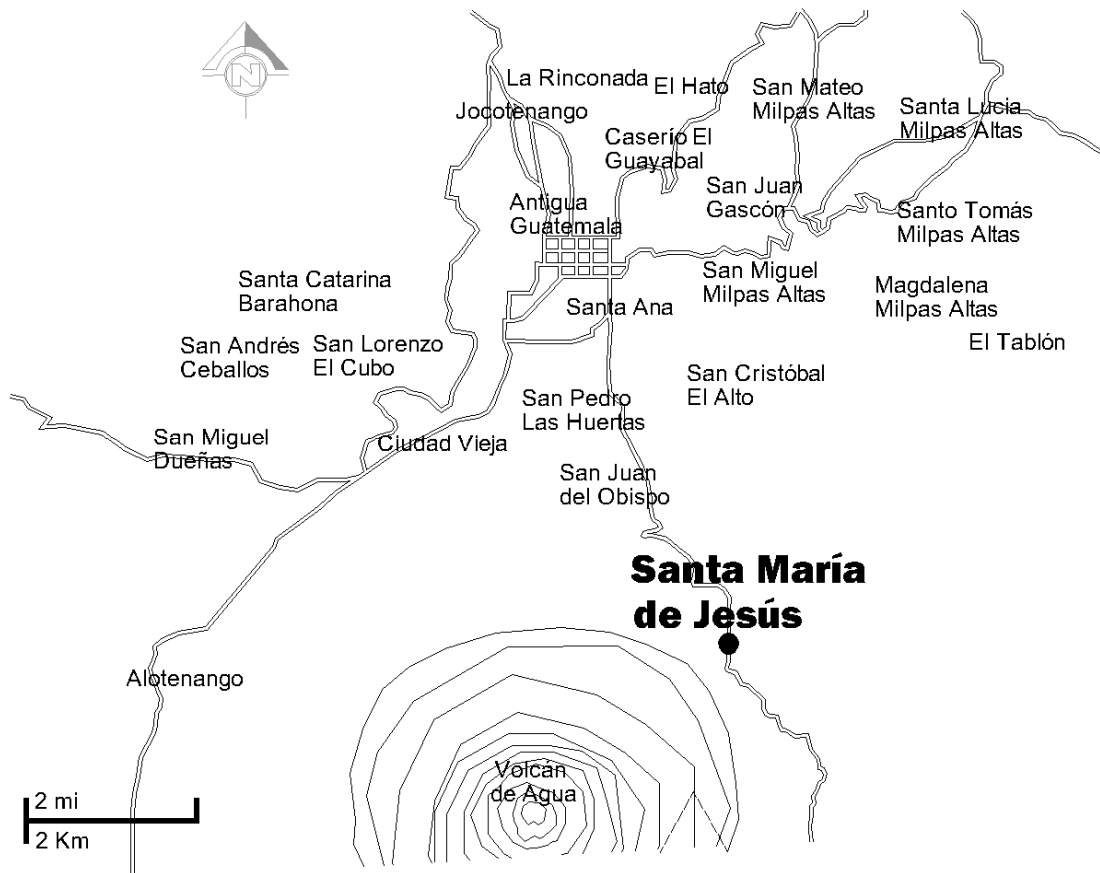 N
La Rinconada
El Hato
San Mateo
Milpas Altas
Jocotenango
Santa Lucia
Milpas Altas
Caserío El
Guayabal
San Juan
Gascón
Antigua
Guatemala
Santo Tomás
Milpas Altas
Santa Catarina
Barahona
San Miguel
Milpas Altas
Magdalena
Milpas Altas
Santa Ana
San Andrés
Ceballos
San Lorenzo
El Cubo
El Tablón
San Cristóbal
El Alto
San Pedro
Las Huertas
San Miguel
Dueñas
Ciudad Vieja
San Juan
del Obispo
Santa María
de Jesús
Alotenango
Volcán
de Agua
2 mi
2 Km